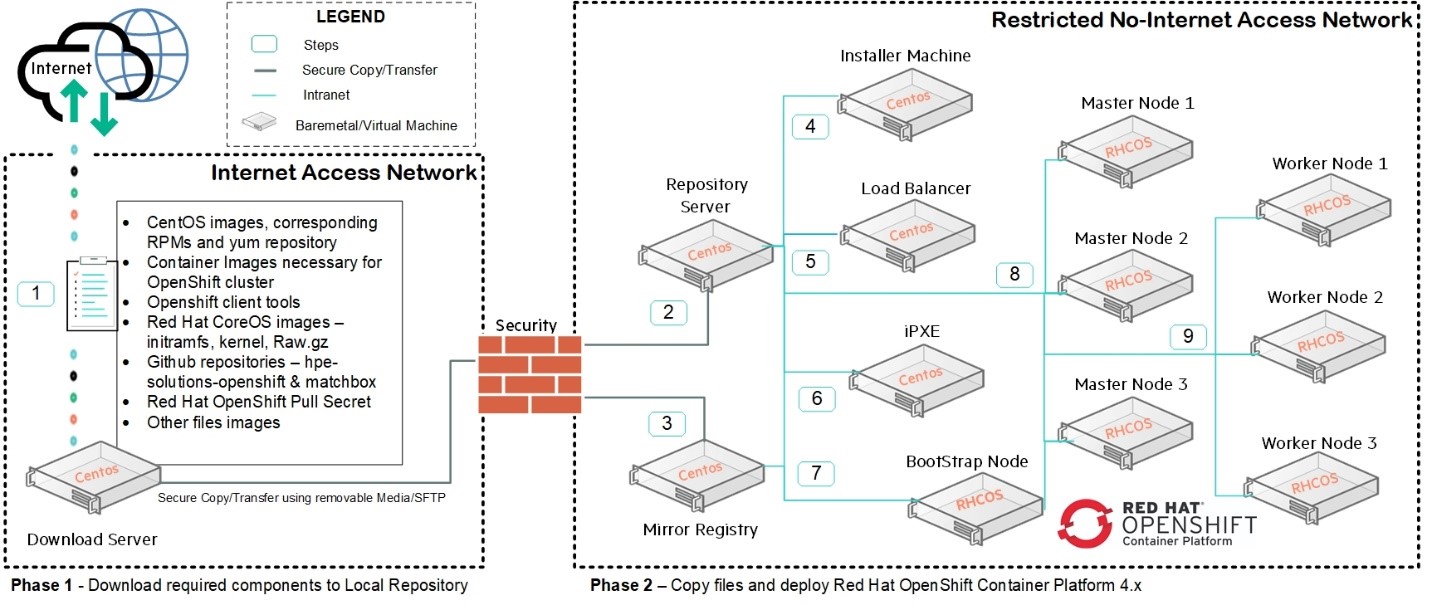 Internet
LEGEND
Steps
Secure Copy/Transfer
Intranet
Baremetal/Virtual Machine
Internet Access Network
1
• CentOS images, corresponding
RPMs and yum repository
• Container Images necessary for
OpenShift cluster
• Openshift client tools
• Red Hat CoreOS images –
initramfs, kernel, Raw.gz
• Github repositories – hpe-
solutions-openshift & matchbox
• Red Hat OpenShift Pull Secret
• Other files images
Centos
Secure Copy/Transfer using removable Media/SFTP
Download Server
Phase 1 - Download required components to Local Repository
Security
Restricted No-Internet Access Network
Repository
Server
Centos
2
3
Centos
Mirror Registry
Installer Machine
Centos
4
Load Balancer
Centos
5
iPXE
Centos
6
7
BootStrap Node
RHCOS
8
Master Node 1
RHCOS
Master Node 2
RHCOS
Master Node 3
RHCOS
9
Worker Node 1
RHCOS
Worker Node 2
RHCOS
Worker Node 3
RHCOS
RED HAT®
OPENSHIFT
Container Platform
Phase 2 – Copy files and deploy Red Hat OpenShift Container Platform 4.x